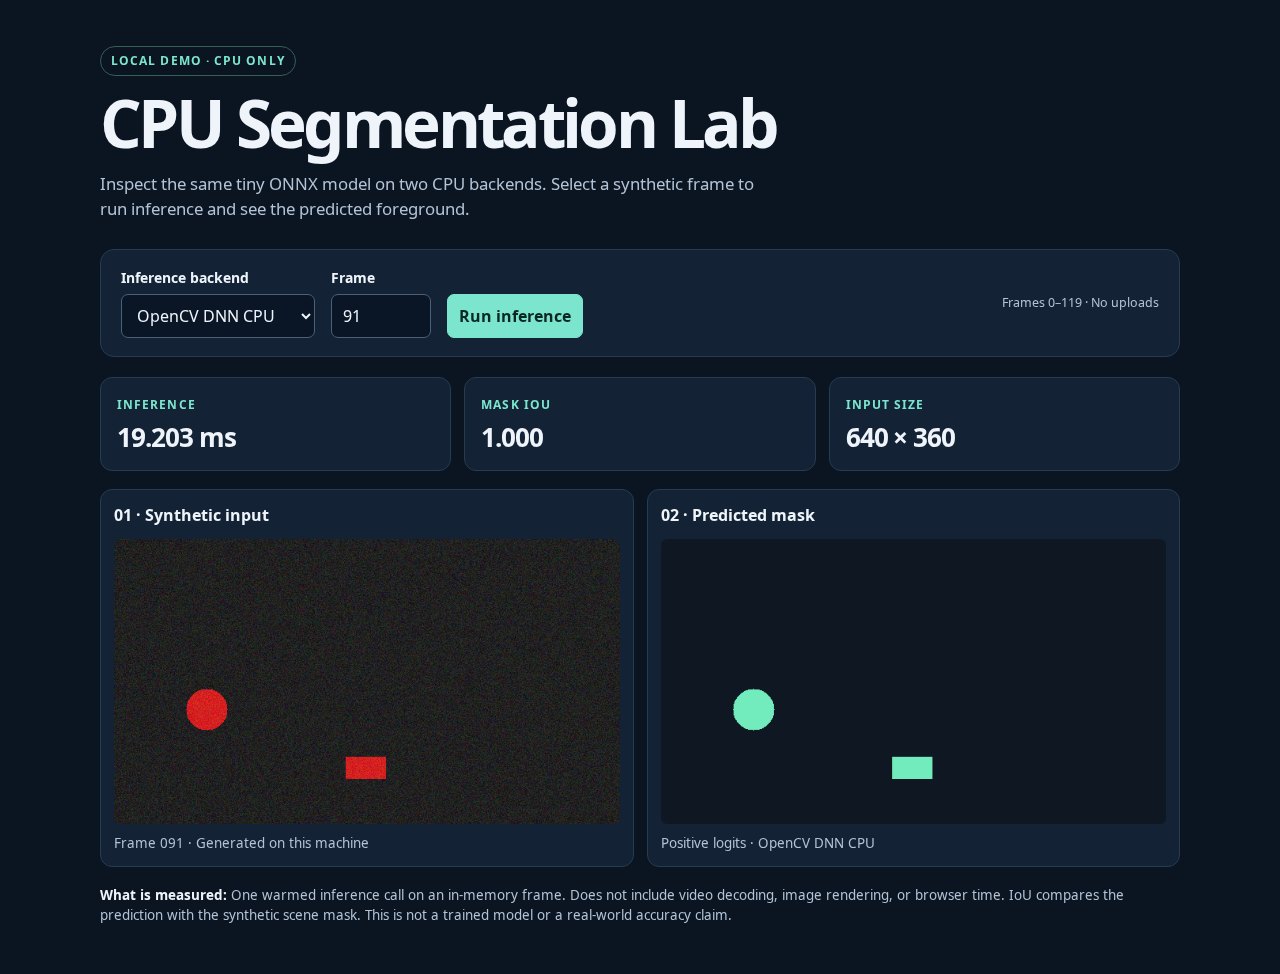 LOCAL DEMO · CPU ONLY
CPU Segmentation Lab
Inspect the same tiny ONNX model on two CPU backends. Select a synthetic frame to
run inference and see the predicted foreground.
Inference backend
Frame
OpenCV DNN CPU
91
Run inference
Frames 0–119 · No uploads
INFERENCE
19.203 ms
MASK IOU
1.000
INPUT SIZE
640 × 360
01 · Synthetic input
Frame 091 · Generated on this machine
02 · Predicted mask
Positive logits · OpenCV DNN CPU
What is measured: One warmed inference call on an in-memory frame. Does not include video decoding, image rendering, or browser time. IoU compares the
prediction with the synthetic scene mask. This is not a trained model or a real-world accuracy claim.